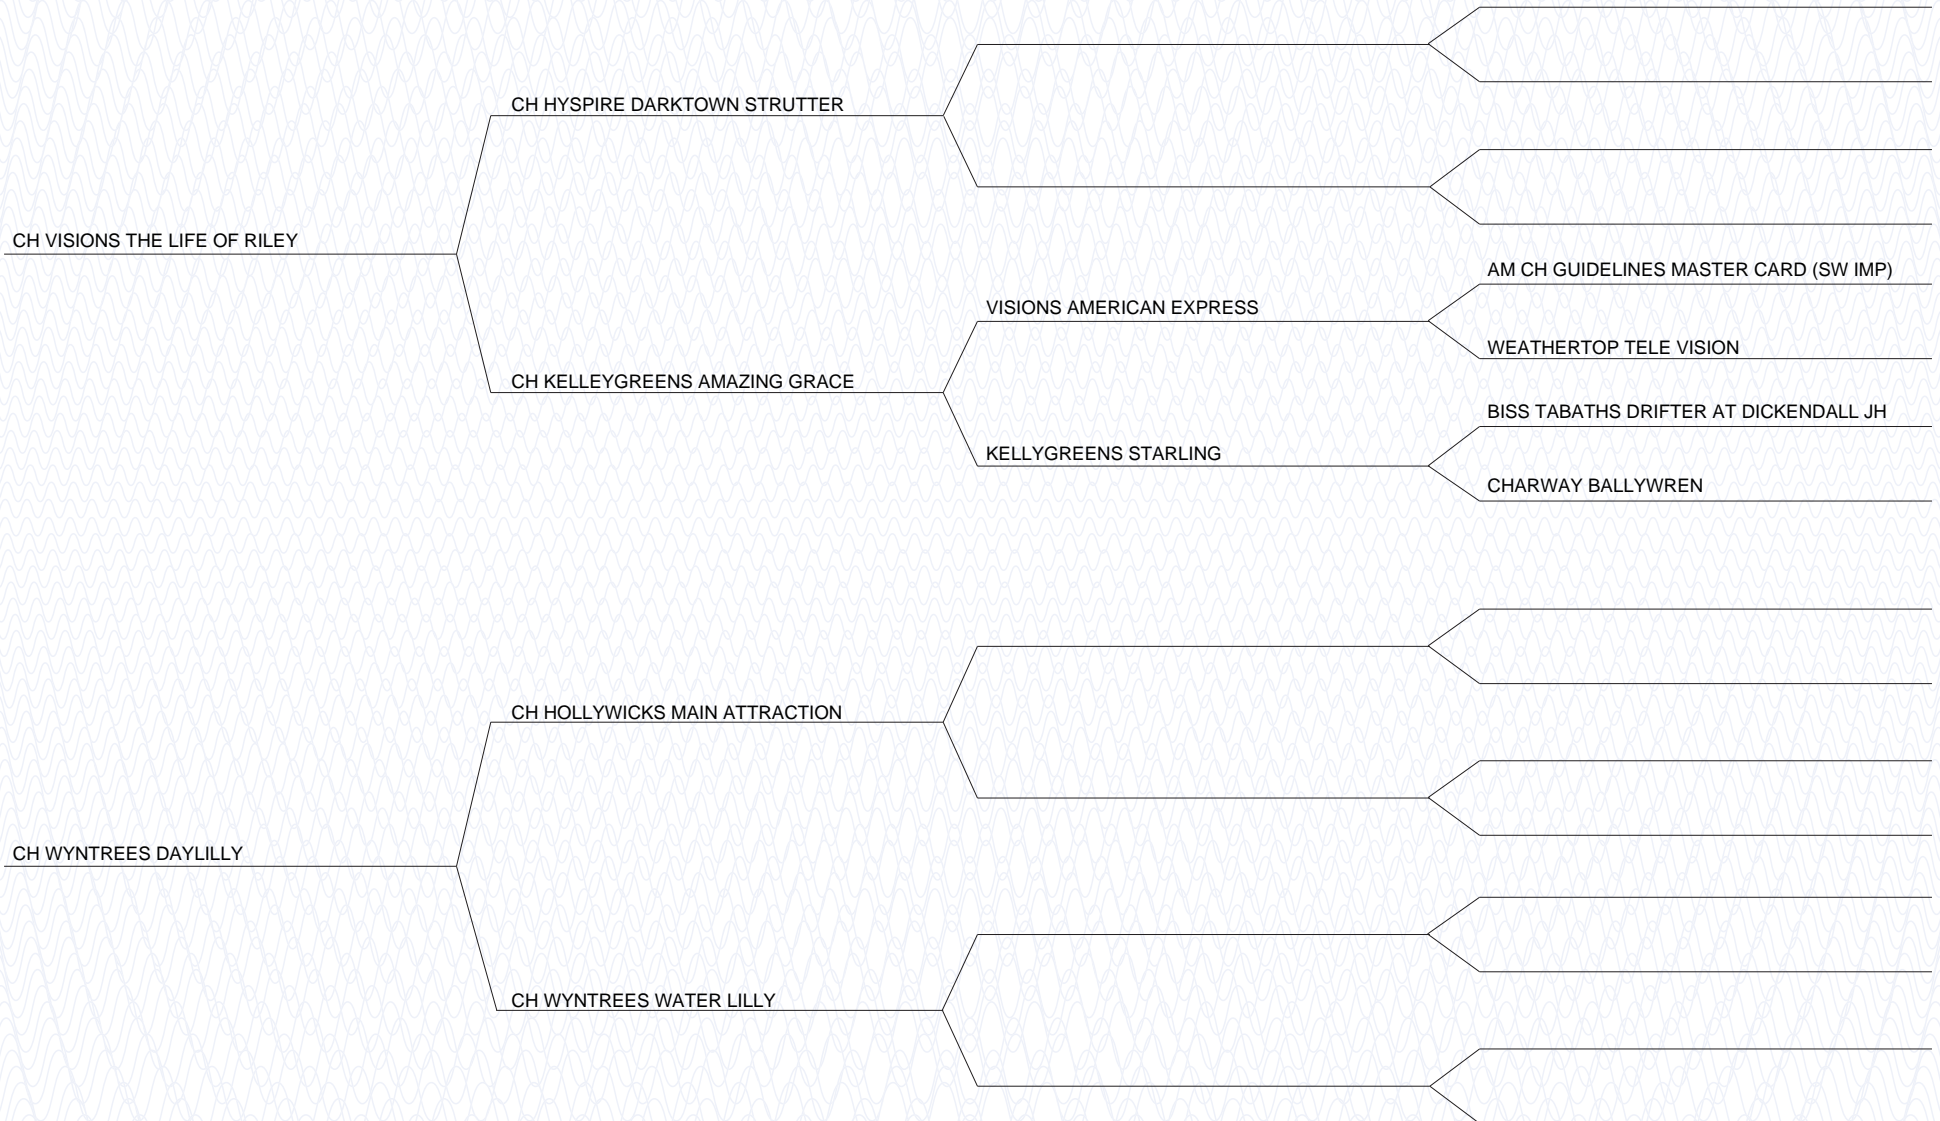 CH HYSPIRE DARKTOWN STRUTTER
CH VISIONS THE LIFE OF RILEY
AM CH GUIDELINES MASTER CARD (SW IMP)
VISIONS AMERICAN EXPRESS
WEATHERTOP TELE VISION
CH KELLEYGREENS AMAZING GRACE
BISS TABATHS DRIFTER AT DICKENDALL JH
KELLYGREENS STARLING
CHARWAY BALLYWREN
CH HOLLYWICKS MAIN ATTRACTION
CH WYNTREES DAYLILLY
CH WYNTREES WATER LILLY